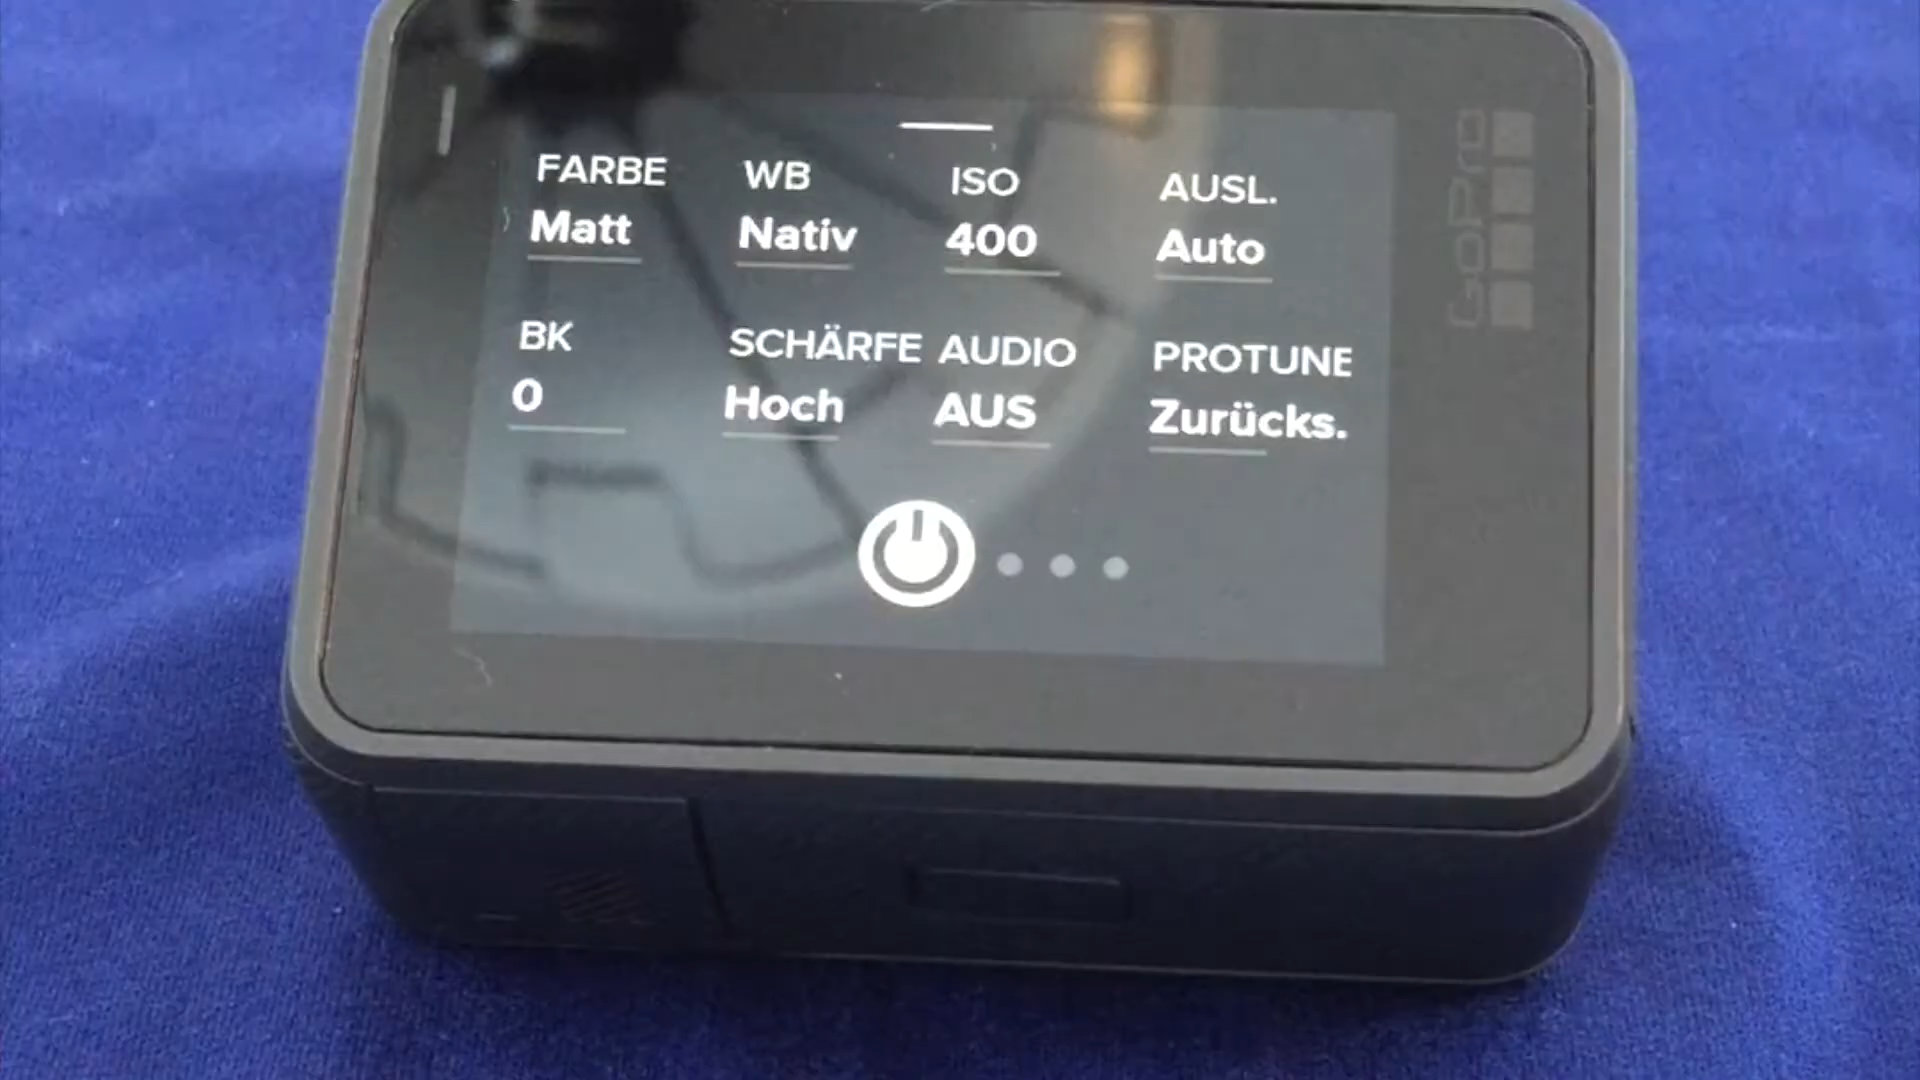 FARBE WB ISO AUSL.
Matt Nativ 400 Auto
BK SCHÄRFE AUDIO PROTUNE
0 Hoch AUS Zurücks.
GoPro